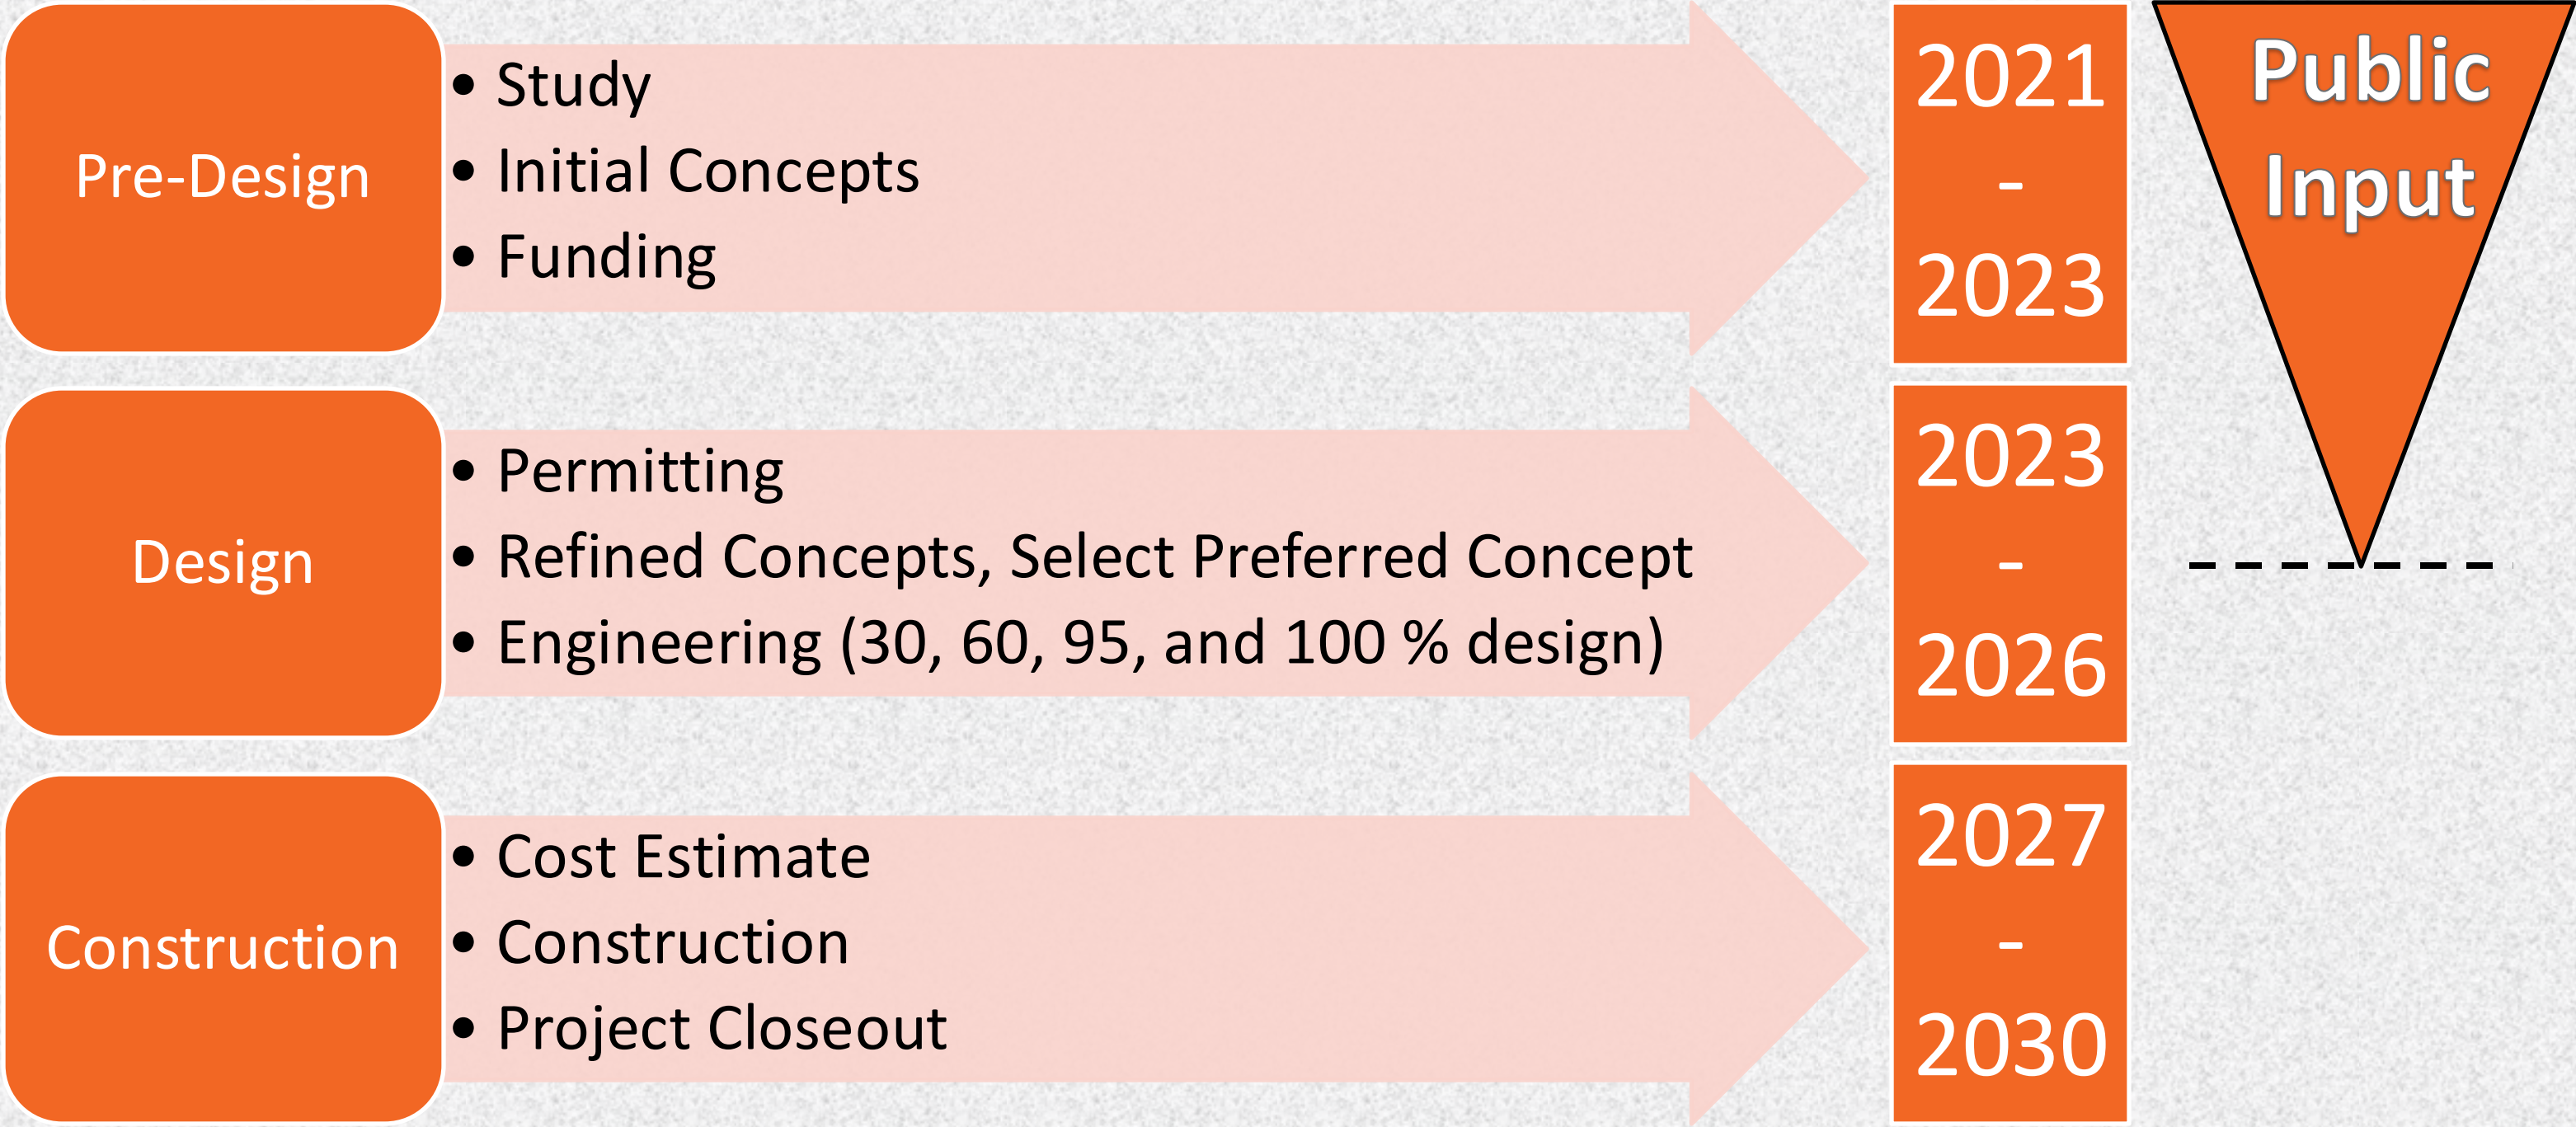 Pre-Design
• Study
• Initial Concepts
• Funding
2021
-
2023
Public
Input
Design
• Permitting
• Refined Concepts, Select Preferred Concept
• Engineering (30, 60, 95, and 100 % design)
2023
-
2026
Construction
• Cost Estimate
• Construction
• Project Closeout
2027
-
2030